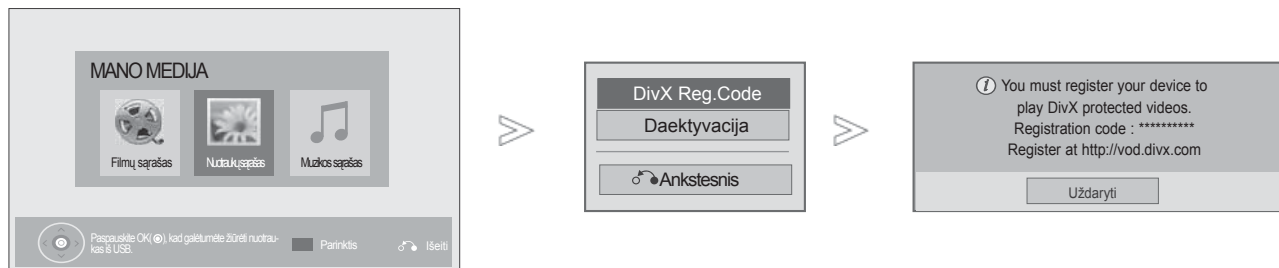 MANO MEDIJA
Filmų sąrašas
Nuotraukų sąrašas
Muzikos sąrašas
Paspauskite OK(◉), kad galėtumėte žiūrėti nuotrau-
kas iš USB.
Parinktis
Išeiti
DivX Reg.Code
Daektyvacija
Ankstesnis
You must register your device to
play DivX protected videos.
Registration code : **********
Register at http://vod.divx.com
Uždaryti